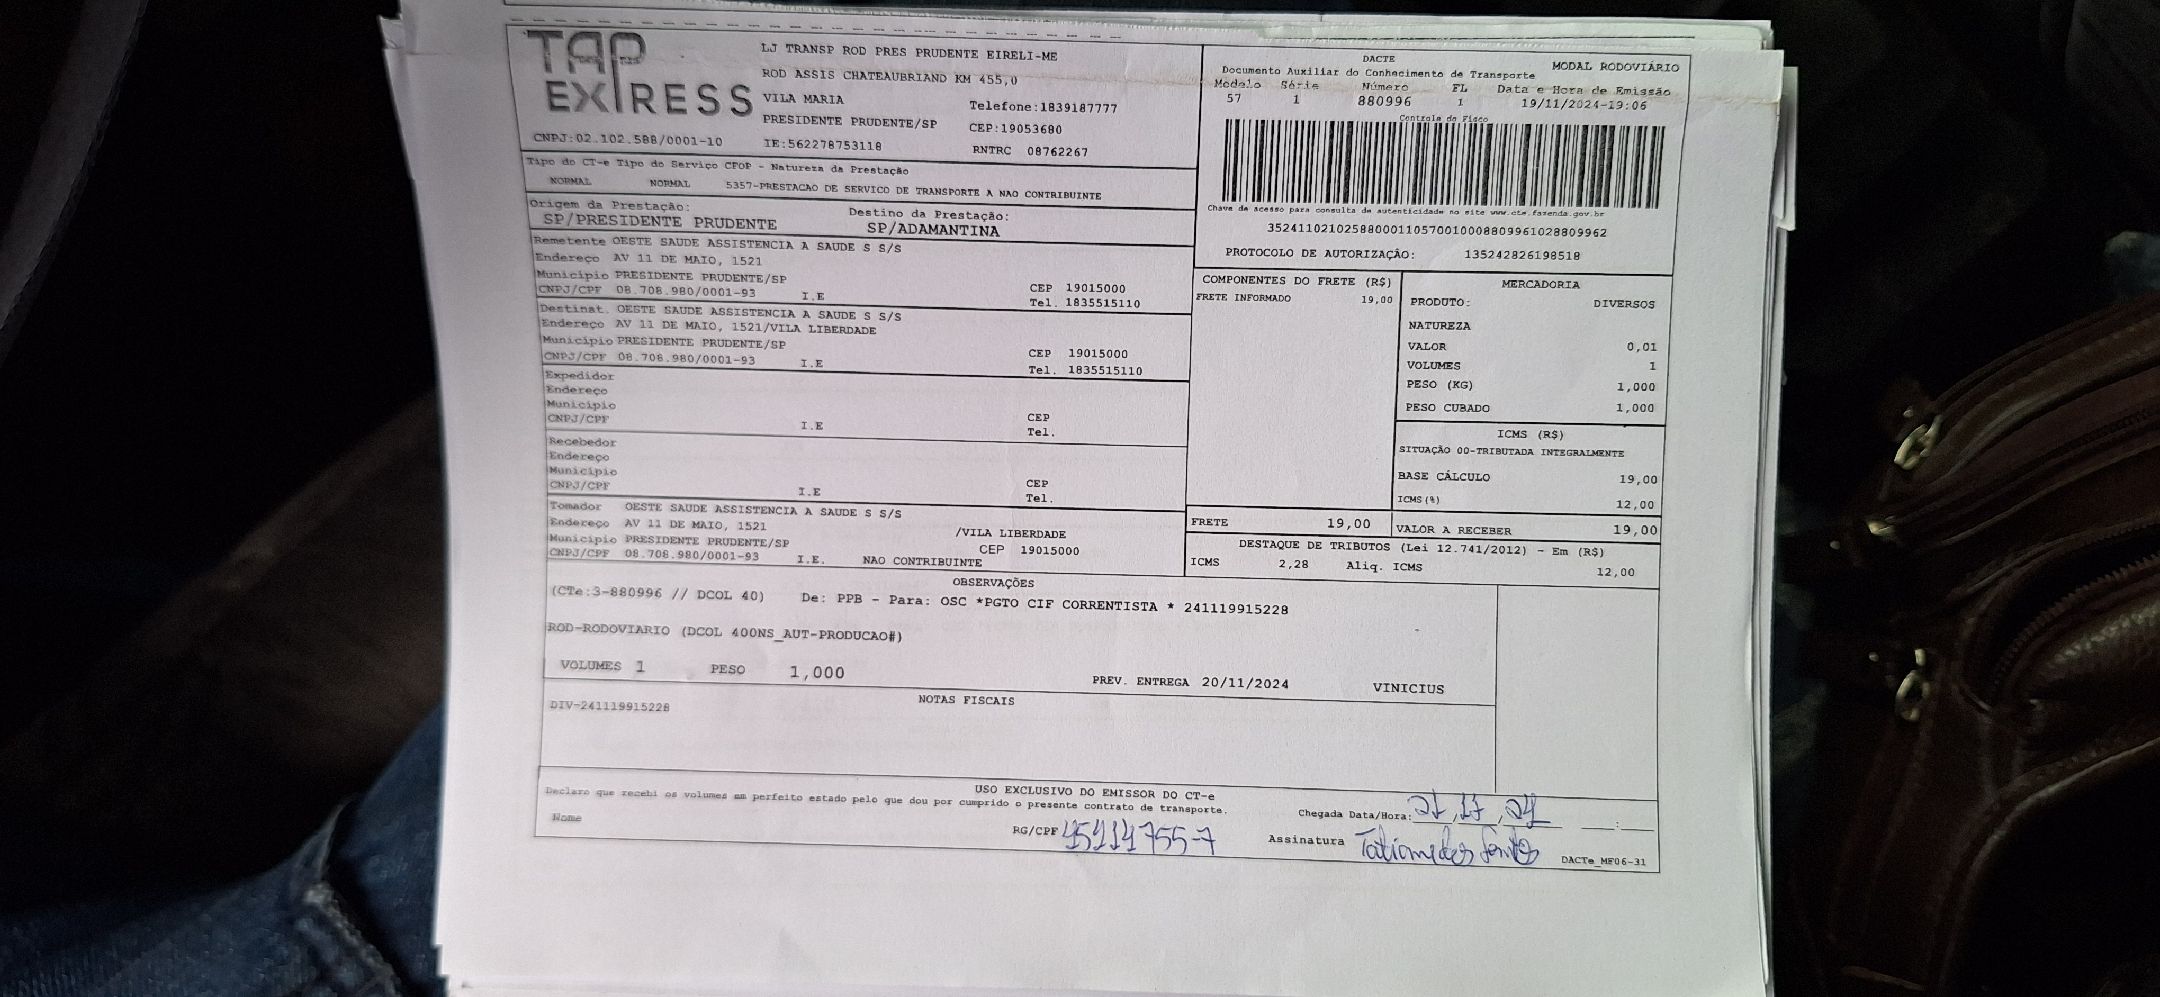 TAP EXPRESS
LJ TRANSP ROD PRES PRUDENTE EIRELI-ME
ROD ASSIS CHATEAUBRIAND KM 455,0
VILA MARIA Telefone:1839187777
PRESIDENTE PRUDENTE/SP CEP:19053680
CNPJ:02.102.588/0001-10 IE:562278753118 RNTRC 08762267
DACTE MODAL RODOVIÁRIO
Documento Auxiliar do Conhecimento de Transporte
Modelo Série Número FL Data e Hora de Emissão
57 1 880996 1 19/11/2024-19:06
Controle do Fisco
Chave de acesso para consulta de autenticidade no site www.cte.fazenda.gov.br
35241102102588000110570010008809961028809962
PROTOCOLO DE AUTORIZAÇÃO: 135242826198518
Tipo do CT-e Tipo do Serviço CFOP - Natureza da Prestação
NORMAL NORMAL 5357-PRESTACAO DE SERVICO DE TRANSPORTE A NAO CONTRIBUINTE
Origem da Prestação: Destino da Prestação:
SP/PRESIDENTE PRUDENTE SP/ADAMANTINA
Remetente OESTE SAUDE ASSISTENCIA A SAUDE S S/S
Endereço AV 11 DE MAIO, 1521
Município PRESIDENTE PRUDENTE/SP CEP 19015000
CNPJ/CPF 08.708.980/0001-93 I.E Tel. 1835515110
Destinat. OESTE SAUDE ASSISTENCIA A SAUDE S S/S
Endereço AV 11 DE MAIO, 1521/VILA LIBERDADE
Município PRESIDENTE PRUDENTE/SP CEP 19015000
CNPJ/CPF 08.708.980/0001-93 I.E Tel. 1835515110
Expedidor
Endereço
Município CEP
CNPJ/CPF I.E Tel.
Recebedor
Endereço
Município CEP
CNPJ/CPF I.E Tel.
Tomador OESTE SAUDE ASSISTENCIA A SAUDE S S/S
Endereço AV 11 DE MAIO, 1521 /VILA LIBERDADE
Município PRESIDENTE PRUDENTE/SP CEP 19015000
CNPJ/CPF 08.708.980/0001-93 I.E. NAO CONTRIBUINTE
COMPONENTES DO FRETE (R$)
FRETE INFORMADO 19,00
MERCADORIA
PRODUTO: DIVERSOS
NATUREZA
VALOR 0,01
VOLUMES 1
PESO (KG) 1,000
PESO CUBADO 1,000
ICMS (R$)
SITUAÇÃO 00-TRIBUTADA INTEGRALMENTE
BASE CÁLCULO 19,00
ICMS(%) 12,00
FRETE 19,00 VALOR A RECEBER 19,00
DESTAQUE DE TRIBUTOS (Lei 12.741/2012) - Em (R$)
ICMS 2,28 Aliq. ICMS 12,00
OBSERVAÇÕES
(CTe:3-880996 // DCOL 40) De: PPB - Para: OSC *PGTO CIF CORRENTISTA * 241119915228
ROD-RODOVIARIO (DCOL 400NS_AUT-PRODUCAO#)
VOLUMES 1 PESO 1,000 PREV. ENTREGA 20/11/2024 VINICIUS
NOTAS FISCAIS
DIV-241119915228
USO EXCLUSIVO DO EMISSOR DO CT-e
Declaro que recebi os volumes em perfeito estado pelo que dou por cumprido o presente contrato de transporte.
Chegada Data/Hora: __:__
Nome RG/CPF 45114755-7 Assinatura DACTe_MF06-31